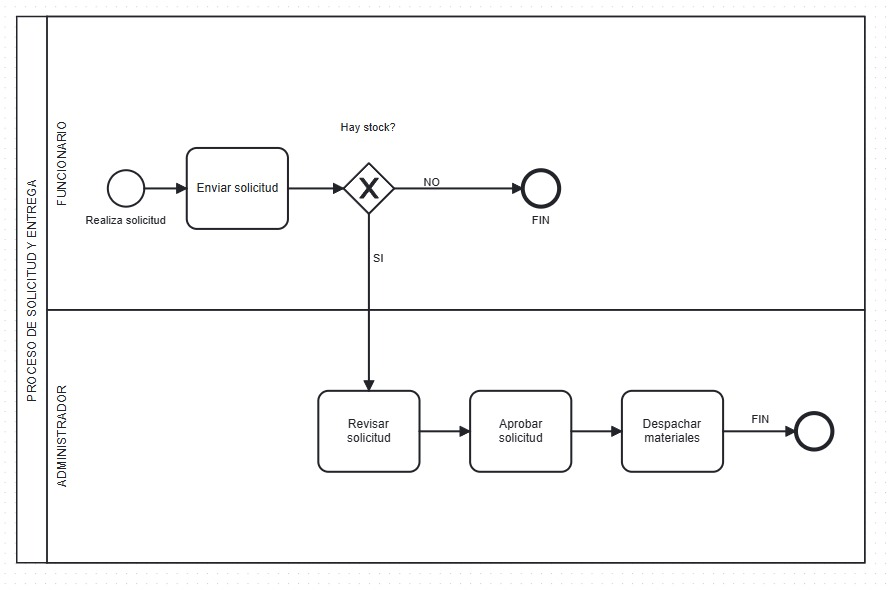 PROCESO DE SOLICITUD Y ENTREGA
FUNCIONARIO
Hay stock?
Enviar solicitud
NO
Realiza solicitud
FIN
SI
ADMINISTRADOR
Revisar
solicitud
Aprobar
solicitud
Despachar
materiales
FIN